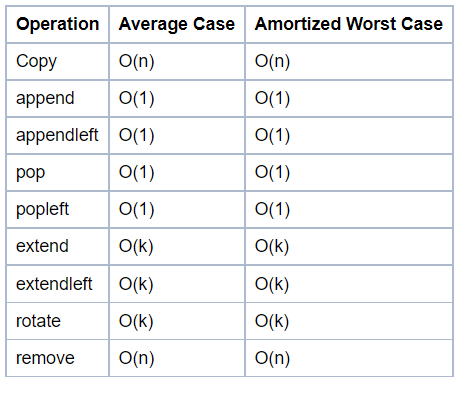 Operation Average Case Amortized Worst Case
Copy O(n) O(n)
append O(1) O(1)
appendleft O(1) O(1)
pop O(1) O(1)
popleft O(1) O(1)
extend O(k) O(k)
extendleft O(k) O(k)
rotate O(k) O(k)
remove O(n) O(n)